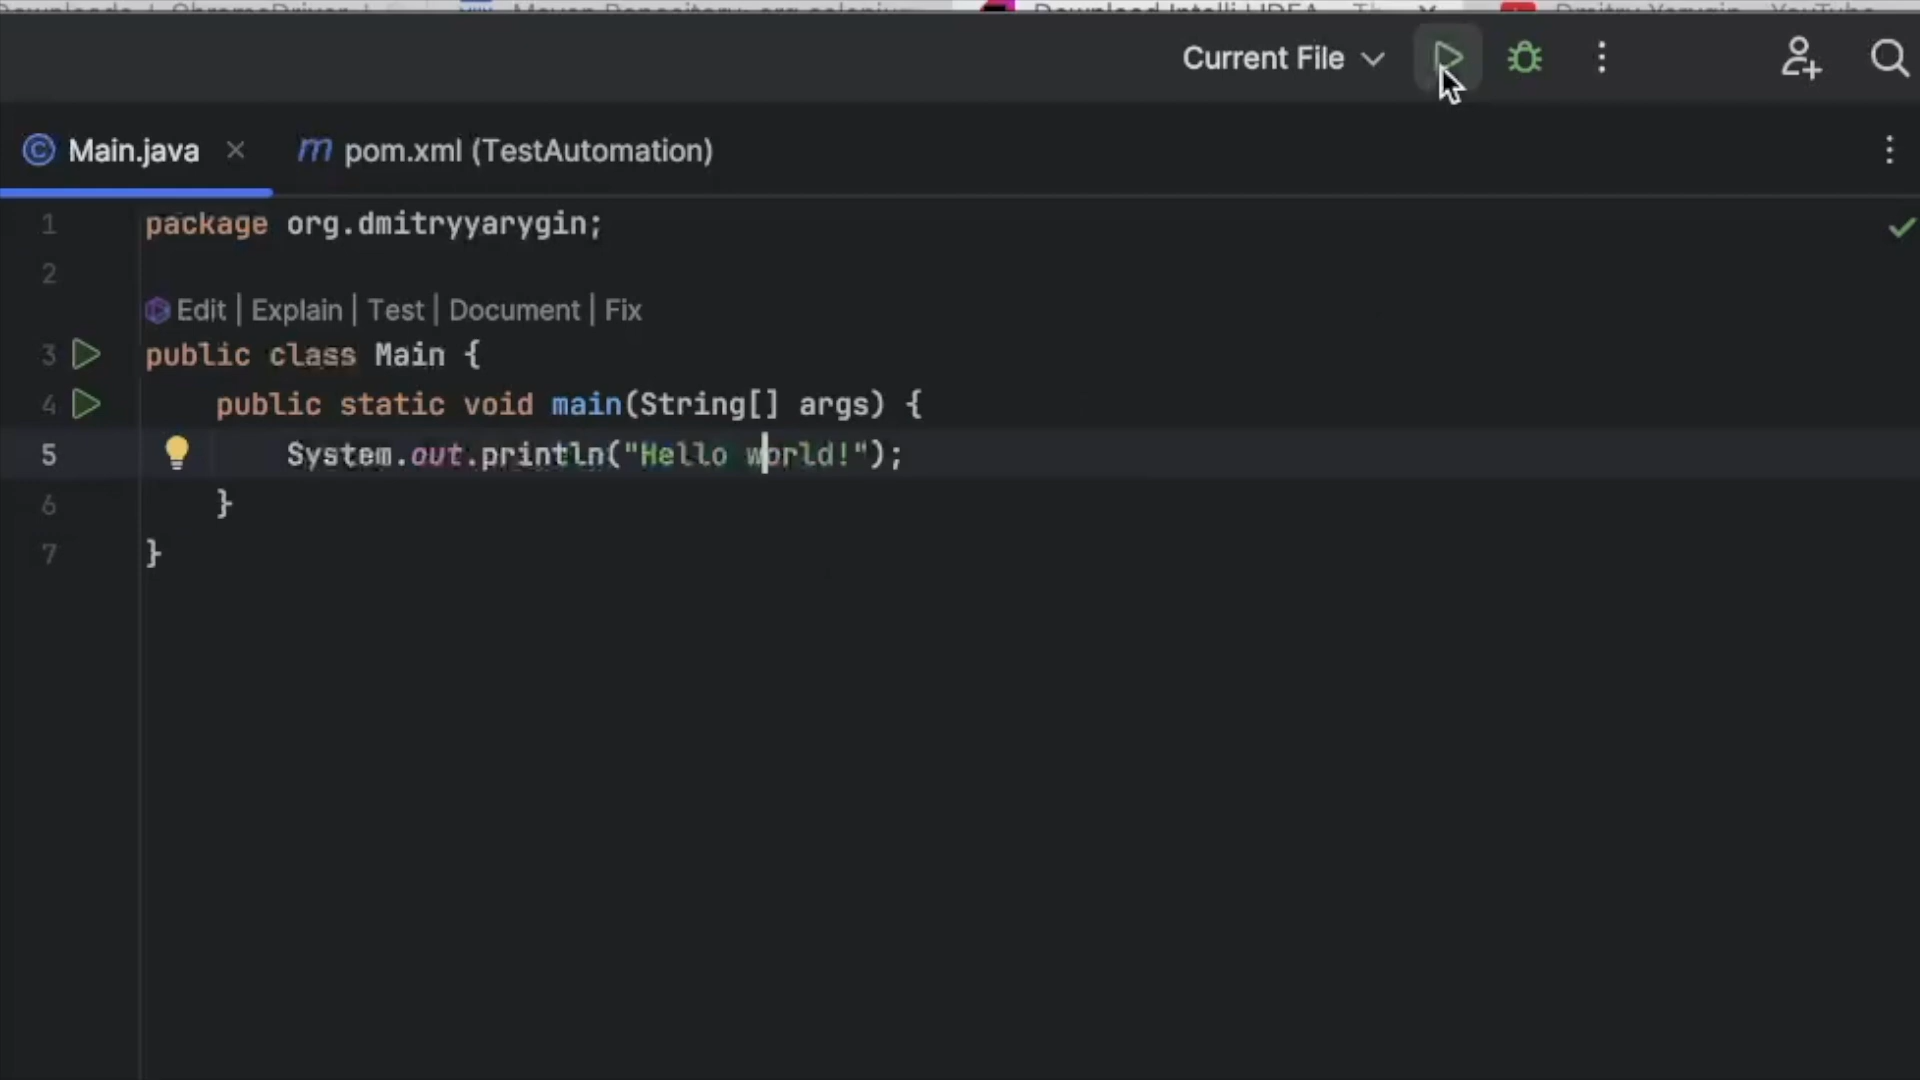 Current File
Main.java
pom.xml (TestAutomation)
1 package org.dmitryyarygin;
2
Edit | Explain | Test | Document | Fix
3 public class Main {
4 public static void main(String[] args) {
5 System.out.println("Hello world!");
6 }
7 }